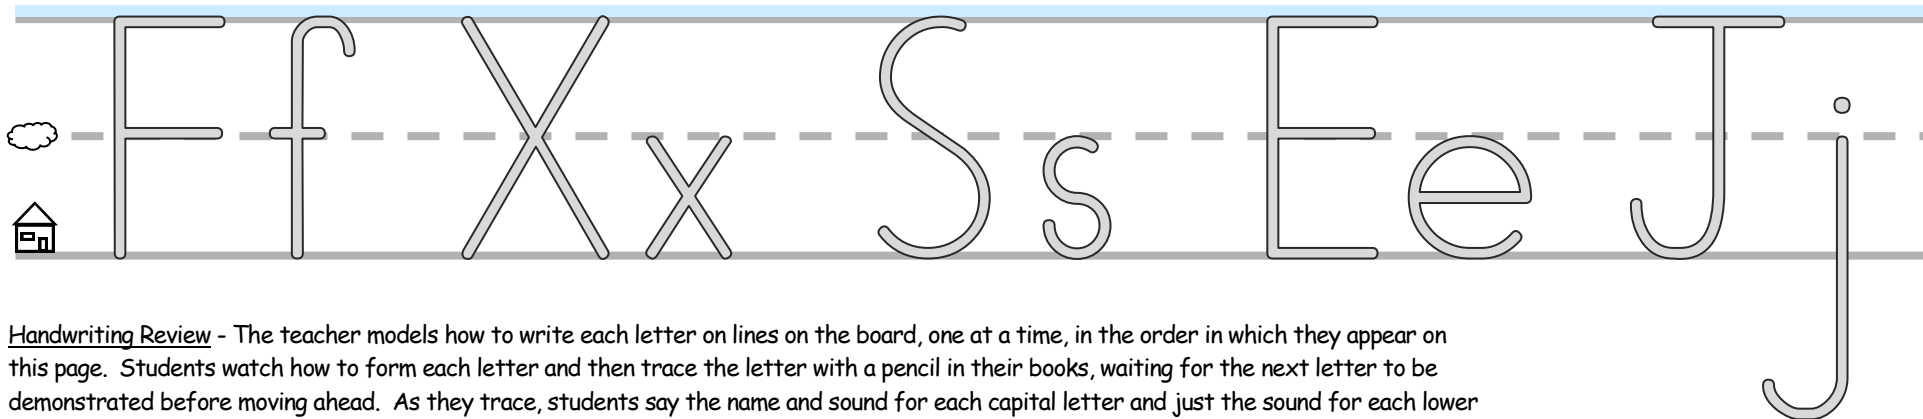 Ff Xx Ss Ee Jj
Handwriting Review - The teacher models how to write each letter on lines on the board, one at a time, in the order in which they appear on
this page.  Students watch how to form each letter and then trace the letter with a pencil in their books, waiting for the next letter to be
demonstrated before moving ahead.  As they trace, students say the name and sound for each capital letter and just the sound for each lower